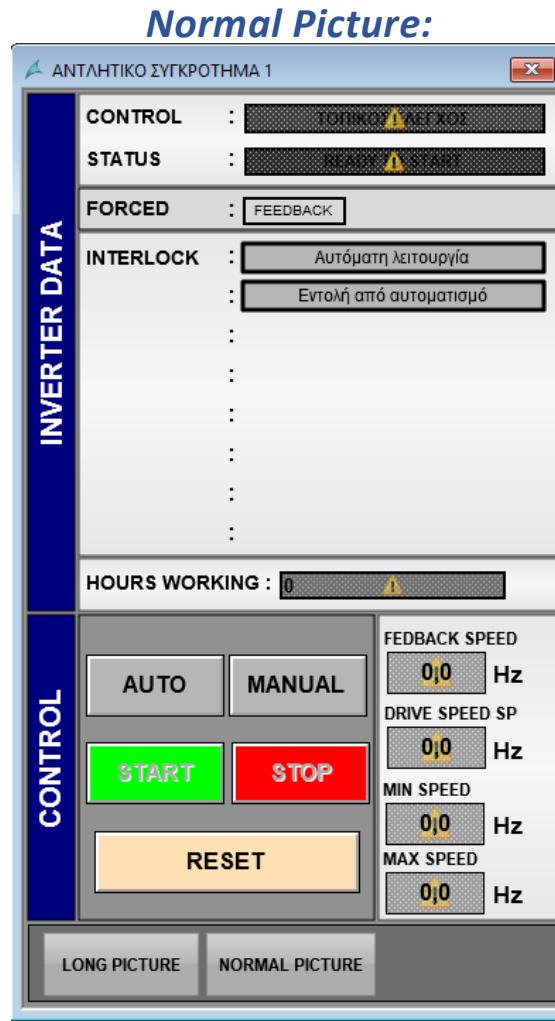 Normal Picture:
ΑΝΤΛΗΤΙΚΟ ΣΥΓΚΡΟΤΗΜΑ 1
INVERTER DATA
CONTROL :
STATUS : READY START
FORCED : FEEDBACK
INTERLOCK : Αυτόματη λειτουργία
: Εντολή από αυτοματισμό
:
:
:
:
:
:
HOURS WORKING : 0
CONTROL
AUTO MANUAL
START STOP
RESET
FEDBACK SPEED
0,0 Hz
DRIVE SPEED SP
0,0 Hz
MIN SPEED
0,0 Hz
MAX SPEED
0,0 Hz
LONG PICTURE NORMAL PICTURE